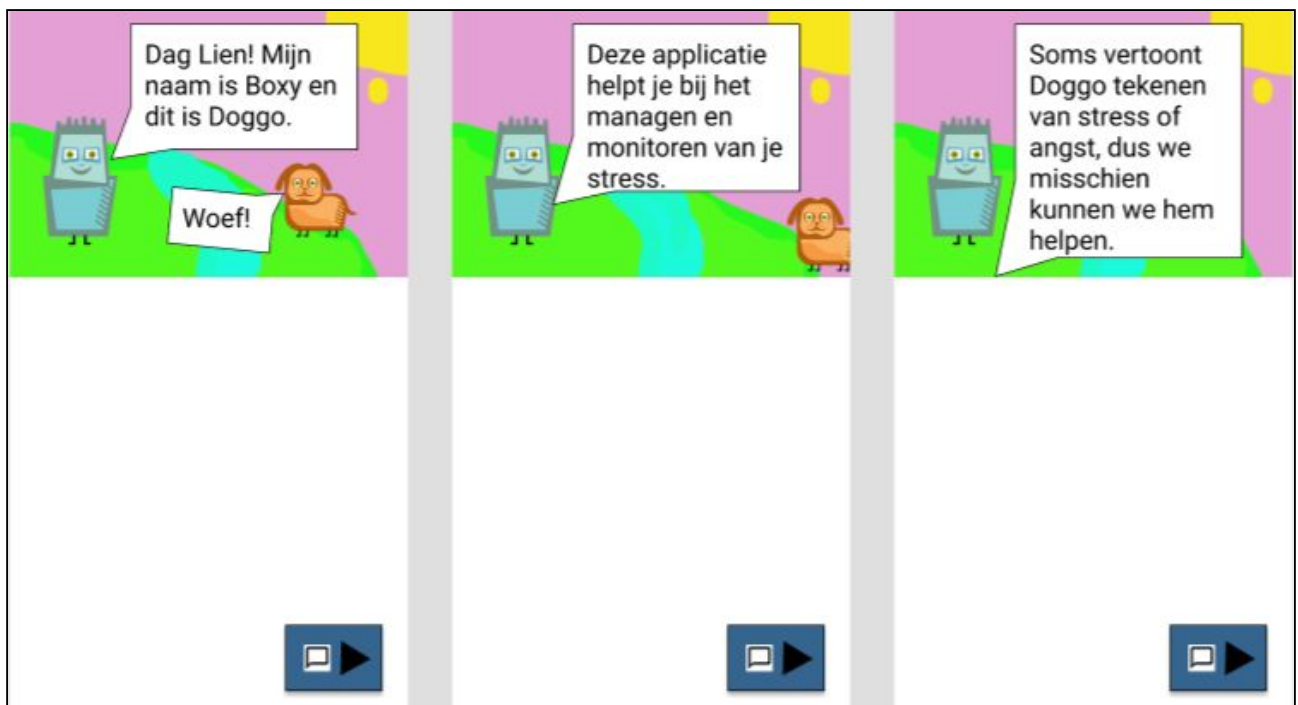 Dag Lien! Mijn
naam is Boxy en
dit is Doggo.
Woef!
Deze applicatie
helpt je bij het
managen en
monitoren van je
stress.
Soms vertoont
Doggo tekenen
van stress of
angst, dus we
misschien
kunnen we hem
helpen.